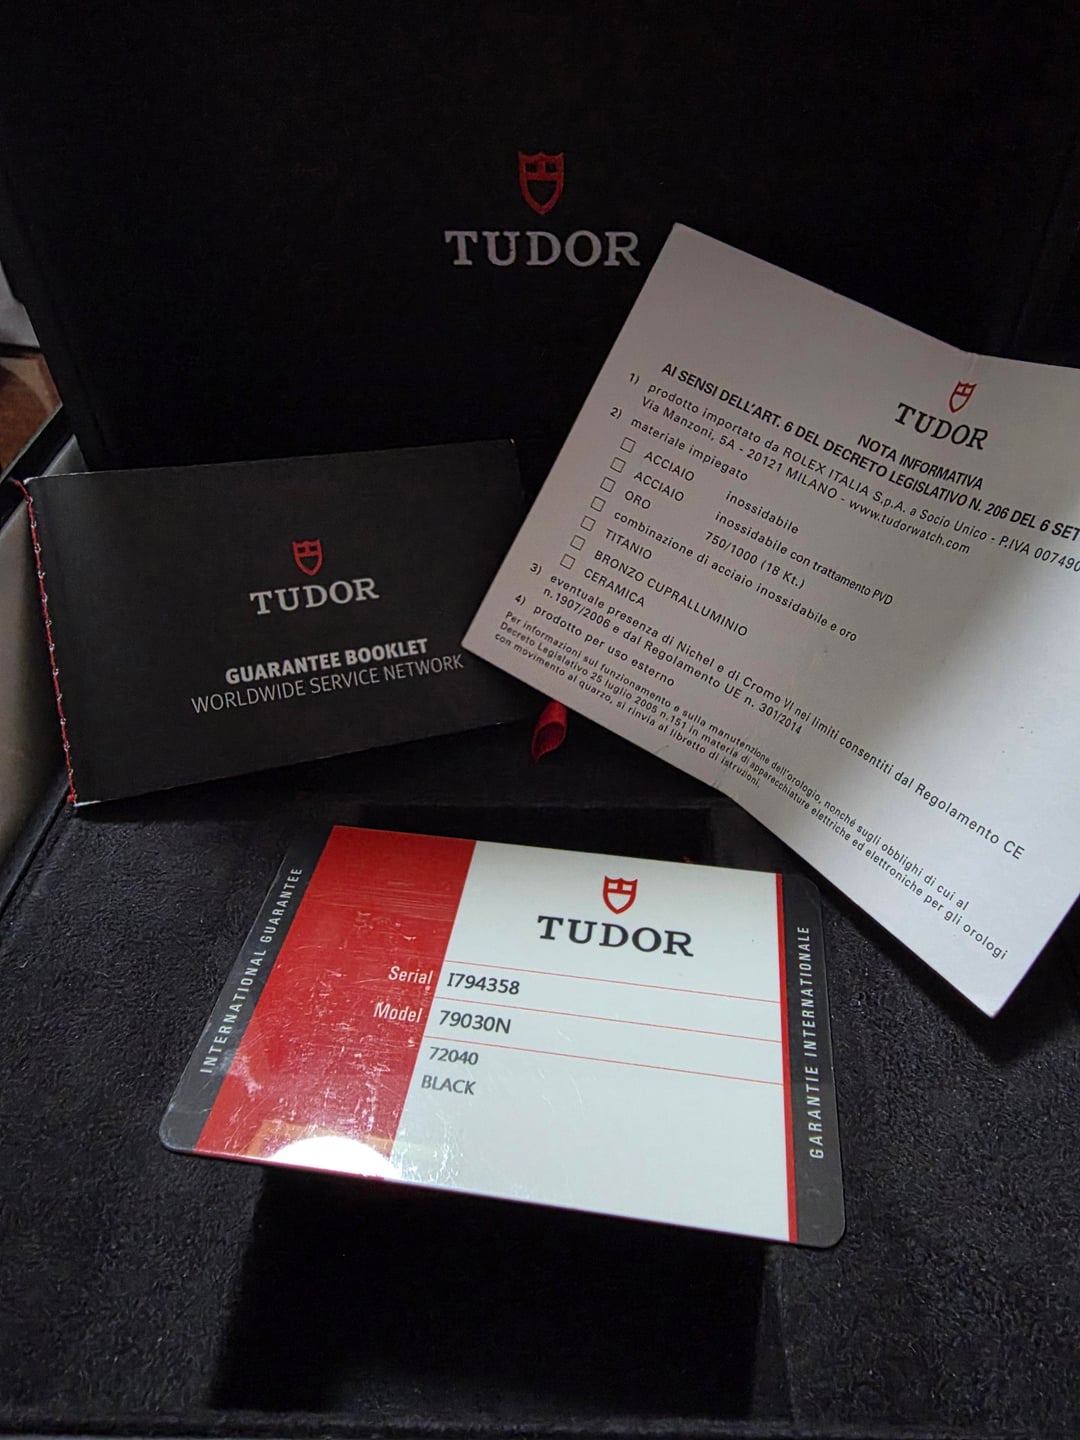 TUDOR
TUDOR
NOTA INFORMATIVA
AI SENSI DELL'ART. 6 DEL DECRETO LEGISLATIVO N. 206 DEL 6 SET
1) prodotto importato da ROLEX ITALIA S.p.A. a Socio Unico - P.IVA 007490
Via Manzoni, 5A - 20121 MILANO - www.tudorwatch.com
2) materiale impiegato
ACCIAIO inossidabile
ACCIAIO inossidabile con trattamento PVD
ORO 750/1000 (18 Kt.)
combinazione di acciaio inossidabile e oro
TITANIO
BRONZO CUPRALLUMINIO
CERAMICA
3) eventuale presenza di Nichel e di Cromo VI nei limiti consentiti dal Regolamento CE
n.1907/2006 e dal Regolamento UE n. 301/2014
4) prodotto per uso esterno
Per informazioni sul funzionamento e sulla manutenzione dell'orologio, nonché sugli obblighi di cui al
Decreto Legislativo 25 luglio 2005 n.151 in materia di apparecchiature elettriche ed elettroniche per gli orologi
con movimento al quarzo, si rinvia al libretto di istruzioni.
TUDOR
GUARANTEE BOOKLET
WORLDWIDE SERVICE NETWORK
INTERNATIONAL GUARANTEE
TUDOR
Serial I794358
Model 79030N
72040
BLACK
GARANTIE INTERNATIONALE